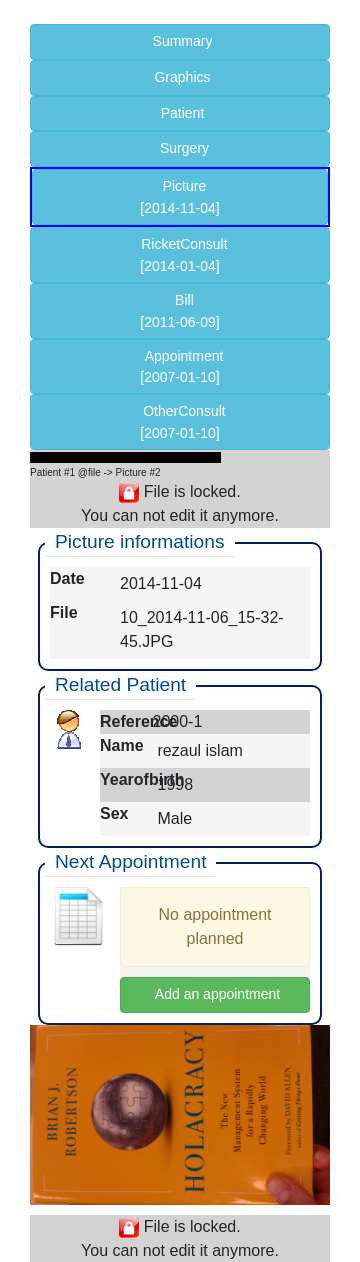 Summary
Graphics
Patient
Surgery
Picture
[2014-11-04]
RicketConsult
[2014-01-04]
Bill
[2011-06-09]
Appointment
[2007-01-10]
OtherConsult
[2007-01-10]
Patient #1 @file -> Picture #2
File is locked.
You can not edit it anymore.
Picture informations
Date 2014-11-04
File 10_2014-11-06_15-32-
45.JPG
Related Patient
Reference 2000-1
Name rezaul islam
Yearofbirth 1998
Sex Male
Next Appointment
No appointment
planned
Add an appointment
BRIAN J.
ROBERTSON
HOLACRACY
The New
Management System
for a Rapidly
Changing World
Foreword by DAVID ALLEN,
author of Getting Things Done
File is locked.
You can not edit it anymore.